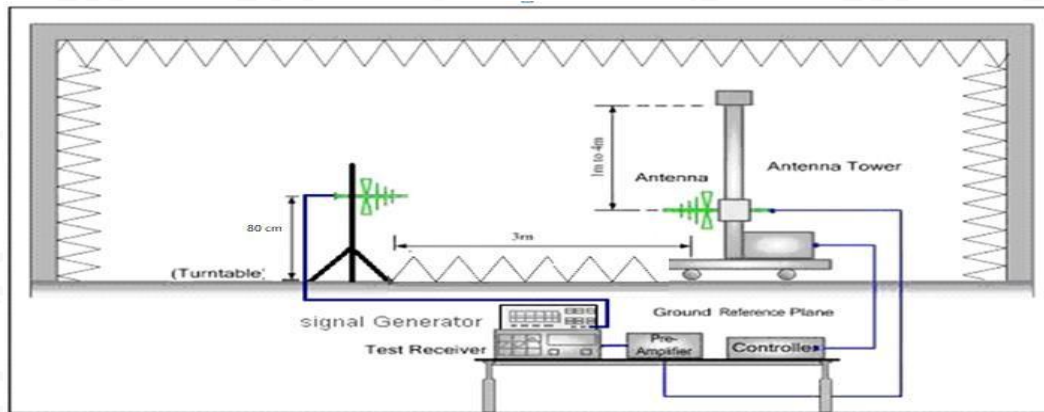 1m to 4m
Antenna Tower
Antenna
80 cm
3m
(Turntable)
signal Generator
Ground Reference Plane
Test Receiver
Pre-
Amplifier
Controller